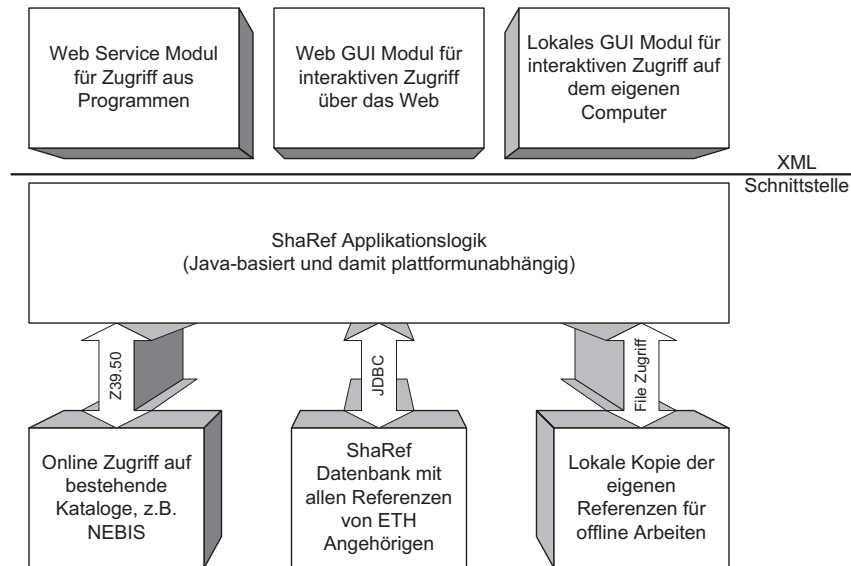 Web Service Modul
für Zugriff aus
Programmen
Web GUI Modul für
interaktiven Zugriff
über das Web
Lokales GUI Modul für
interaktiven Zugriff auf
dem eigenen
Computer
XML
Schnittstelle
ShaRef Applikationslogik
(Java-basiert und damit plattformunabhängig)
Z39.50
JDBC
File Zugriff
Online Zugriff auf
bestehende
Kataloge, z.B.
NEBIS
ShaRef
Datenbank mit
allen Referenzen
von ETH
Angehörigen
Lokale Kopie der
eigenen
Referenzen für
offline Arbeiten